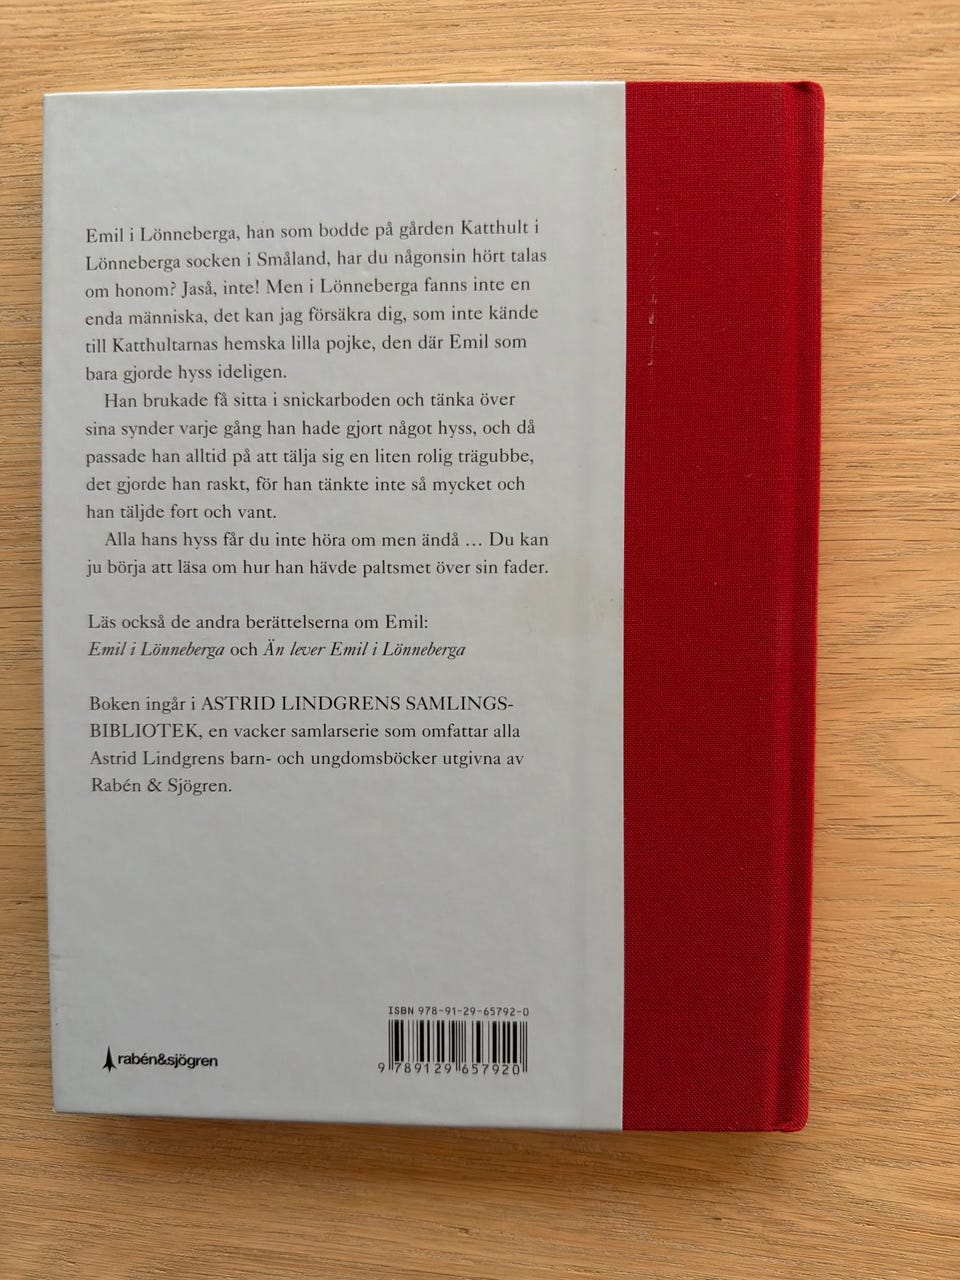 Emil i Lönneberga, han som bodde på gården Katthult i
Lönneberga socken i Småland, har du någonsin hört talas
om honom? Jaså, inte! Men i Lönneberga fanns inte en
enda människa, det kan jag försäkra dig, som inte kände
till Katthultarnas hemska lilla pojke, den där Emil som
bara gjorde hyss ideligen.
Han brukade få sitta i snickarboden och tänka över
sina synder varje gång han hade gjort något hyss, och då
passade han alltid på att tälja sig en liten rolig trägubbe,
det gjorde han raskt, för han tänkte inte så mycket och
han täljde fort och vant.
Alla hans hyss får du inte höra om men ändå ... Du kan
ju börja att läsa om hur han hävde paltsmet över sin fader.
Läs också de andra berättelserna om Emil:
Emil i Lönneberga och Än lever Emil i Lönneberga
Boken ingår i ASTRID LINDGRENS SAMLINGS-
BIBLIOTEK, en vacker samlarserie som omfattar alla
Astrid Lindgrens barn- och ungdomsböcker utgivna av
Rabén & Sjögren.
ISBN 978-91-29-65792-0
9 789129 657920
rabén&sjögren